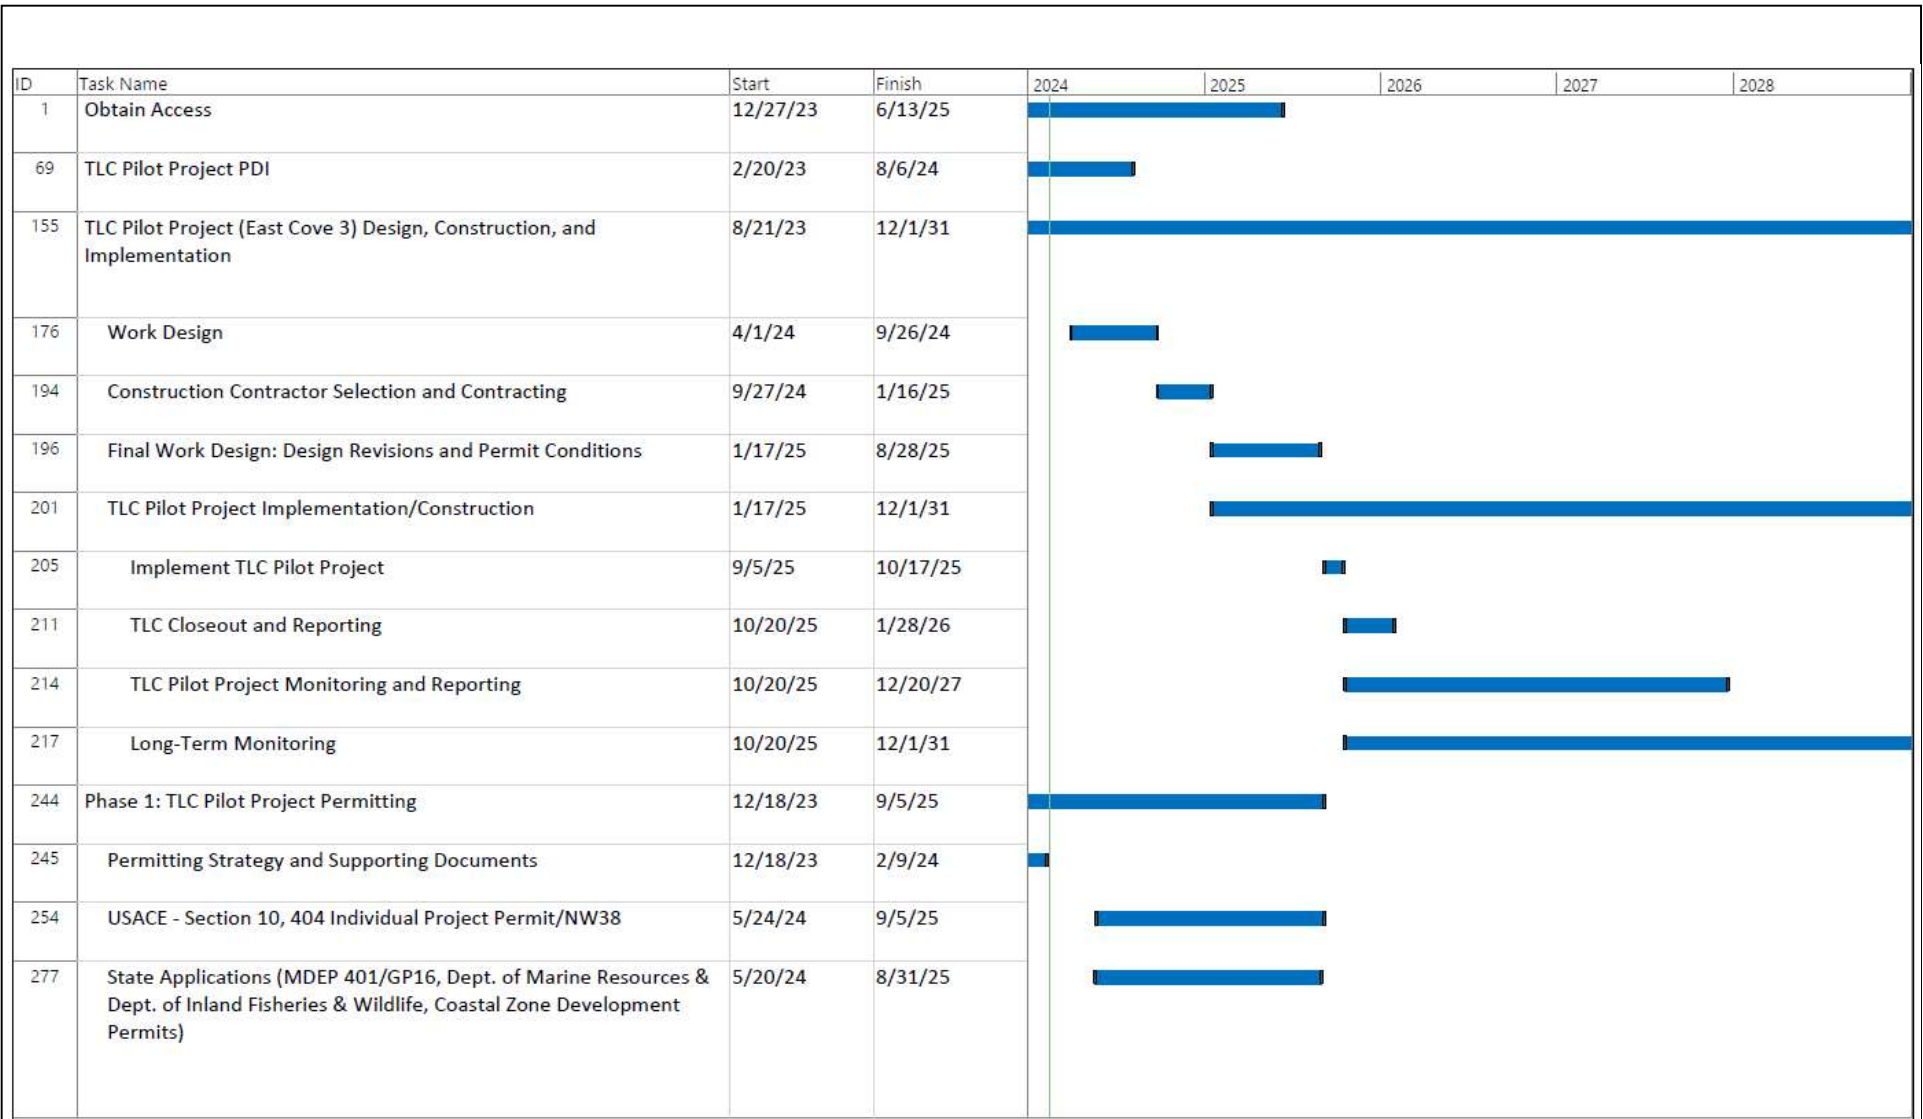 ID Task Name Start Finish 2024 2025 2026 2027 2028
1 Obtain Access 12/27/23 6/13/25
69 TLC Pilot Project PDI 2/20/23 8/6/24
155 TLC Pilot Project (East Cove 3) Design, Construction, and 8/21/23 12/1/31
Implementation
176 Work Design 4/1/24 9/26/24
194 Construction Contractor Selection and Contracting 9/27/24 1/16/25
196 Final Work Design: Design Revisions and Permit Conditions 1/17/25 8/28/25
201 TLC Pilot Project Implementation/Construction 1/17/25 12/1/31
205 Implement TLC Pilot Project 9/5/25 10/17/25
211 TLC Closeout and Reporting 10/20/25 1/28/26
214 TLC Pilot Project Monitoring and Reporting 10/20/25 12/20/27
217 Long-Term Monitoring 10/20/25 12/1/31
244 Phase 1: TLC Pilot Project Permitting 12/18/23 9/5/25
245 Permitting Strategy and Supporting Documents 12/18/23 2/9/24
254 USACE - Section 10, 404 Individual Project Permit/NW38 5/24/24 9/5/25
277 State Applications (MDEP 401/GP16, Dept. of Marine Resources & 5/20/24 8/31/25
Dept. of Inland Fisheries & Wildlife, Coastal Zone Development
Permits)